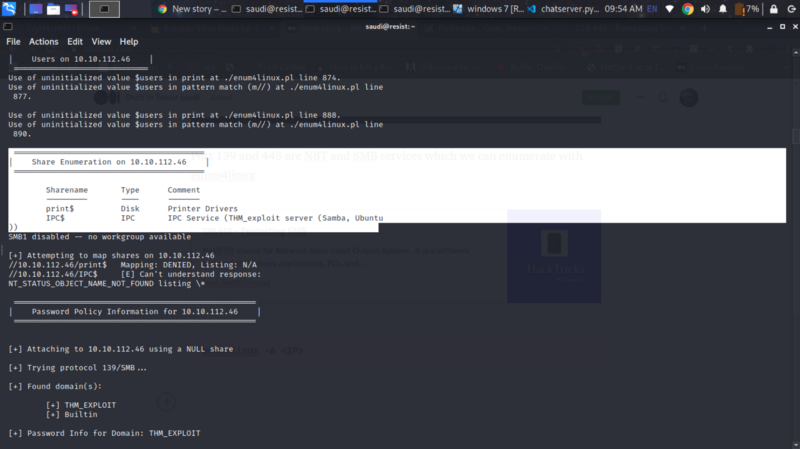 New story – ...
saudi@resist...
saudi@resist...
saudi@resist...
windows 7 [R...
chatserver.py...
09:54 AM
EN
7%
saudi@resist: ~
File Actions Edit View Help
| Users on 10.10.112.46 |
Use of uninitialized value $users in print at ./enum4linux.pl line 874.
Use of uninitialized value $users in pattern match (m//) at ./enum4linux.pl line
877.
Use of uninitialized value $users in print at ./enum4linux.pl line 888.
Use of uninitialized value $users in pattern match (m//) at ./enum4linux.pl line
890.
| Share Enumeration on 10.10.112.46 |
Sharename Type Comment
print$ Disk Printer Drivers
IPC$ IPC IPC Service (THM_exploit server (Samba, Ubuntu
))
SMB1 disabled -- no workgroup available
[+] Attempting to map shares on 10.10.112.46
//10.10.112.46/print$ Mapping: DENIED, Listing: N/A
//10.10.112.46/IPC$ [E] Can't understand response:
NT_STATUS_OBJECT_NAME_NOT_FOUND listing \*
| Password Policy Information for 10.10.112.46 |
[+] Attaching to 10.10.112.46 using a NULL share
[+] Trying protocol 139/SMB...
[+] Found domain(s):
[+] THM_EXPLOIT
[+] Builtin
[+] Password Info for Domain: THM_EXPLOIT
HackTricks